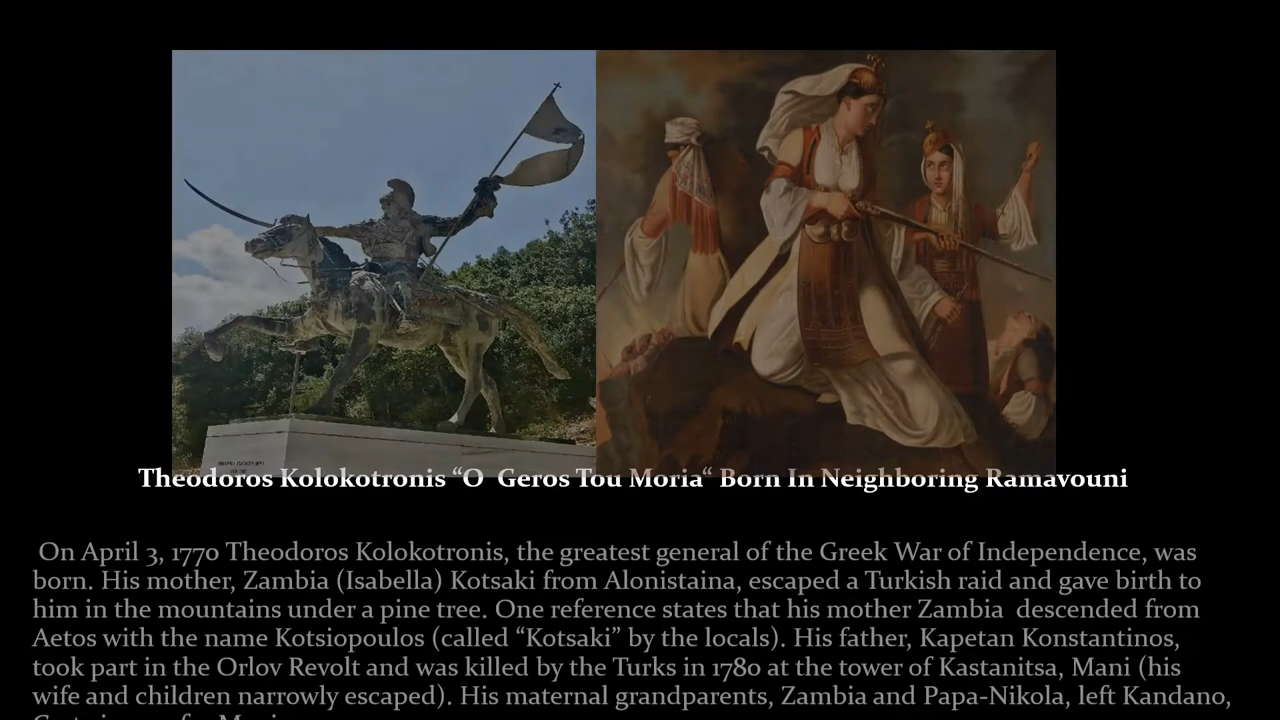 Theodoros Kolokotronis “O Geros Tou Moria“ Born In Neighboring Ramavouni
On April 3, 1770 Theodoros Kolokotronis, the greatest general of the Greek War of Independence, was
born. His mother, Zambia (Isabella) Kotsaki from Alonistaina, escaped a Turkish raid and gave birth to
him in the mountains under a pine tree. One reference states that his mother Zambia descended from
Aetos with the name Kotsiopoulos (called “Kotsaki” by the locals). His father, Kapetan Konstantinos,
took part in the Orlov Revolt and was killed by the Turks in 1780 at the tower of Kastanitsa, Mani (his
wife and children narrowly escaped). His maternal grandparents, Zambia and Papa-Nikola, left Kandano,